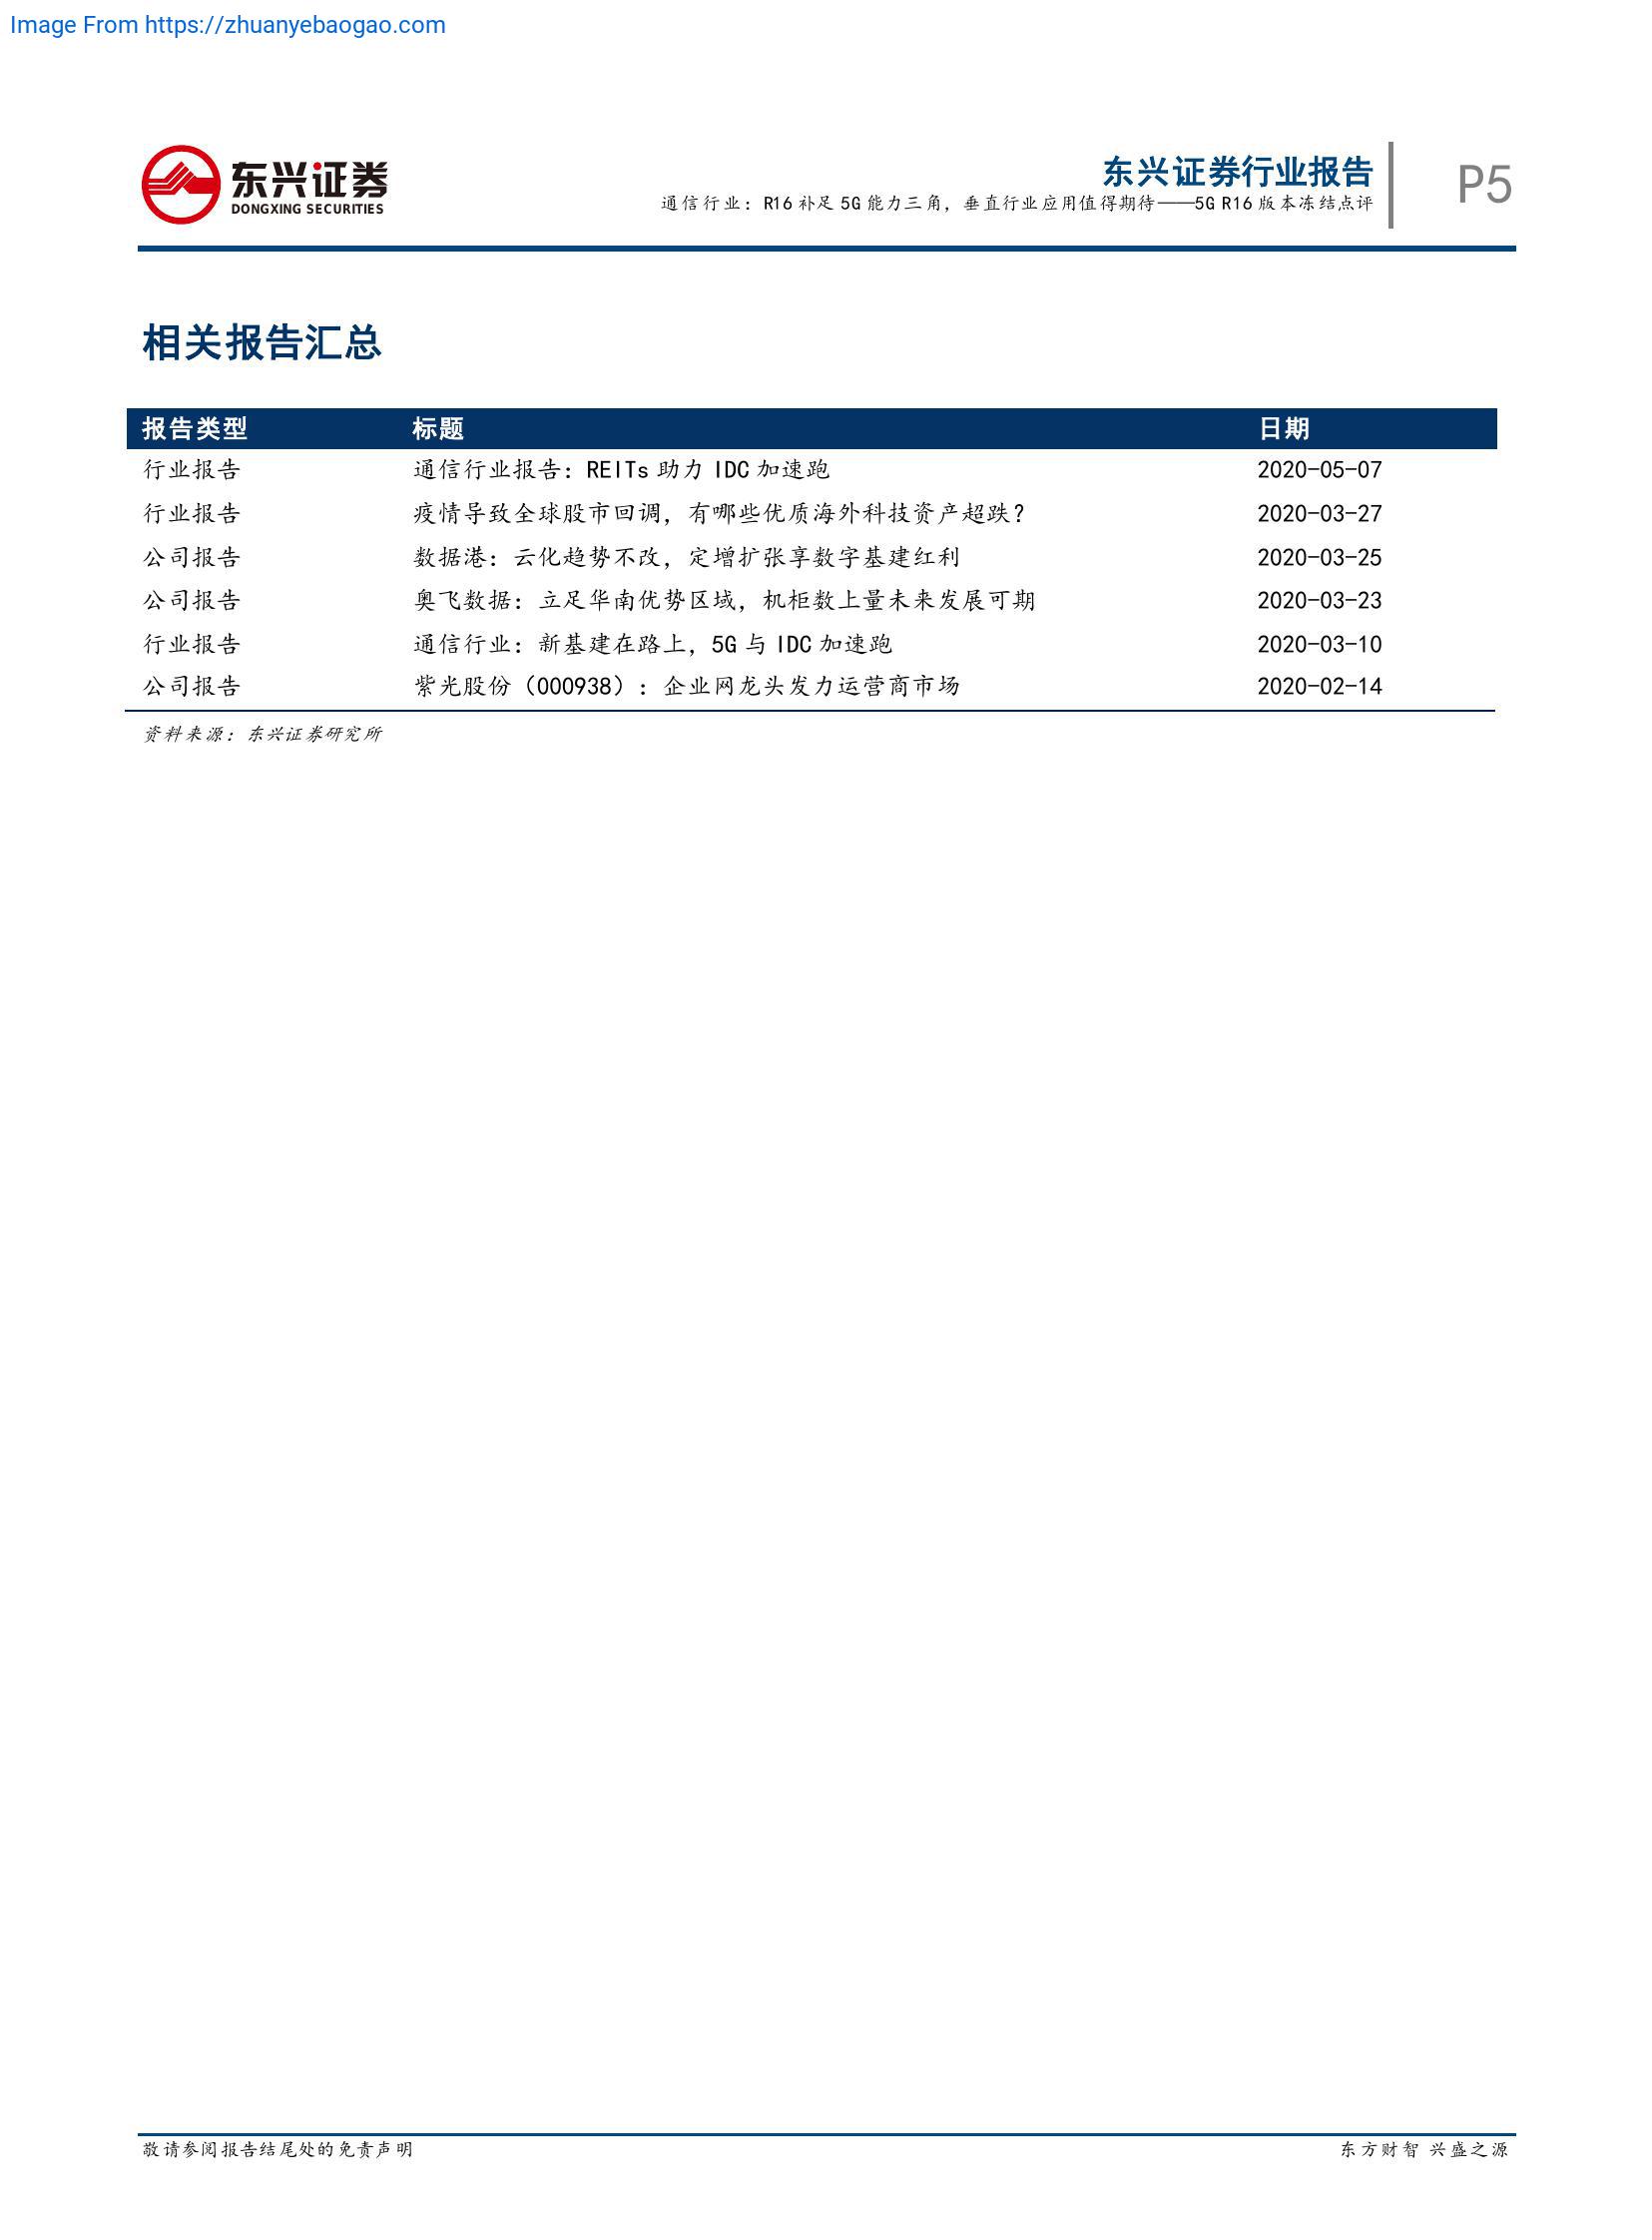 Image From https://zhuanyebaogao.com
东兴证券
DONGXING SECURITIES
东兴证券行业报告
通信行业：R16 补足 5G 能力三角，垂直行业应用值得期待——5G R16 版本冻结点评
P5
相关报告汇总
报告类型 标题 日期
行业报告 通信行业报告：REITs 助力 IDC 加速跑 2020-05-07
行业报告 疫情导致全球股市回调，有哪些优质海外科技资产超跌？ 2020-03-27
公司报告 数据港：云化趋势不改，定增扩张享数字基建红利 2020-03-25
公司报告 奥飞数据：立足华南优势区域，机柜数上量未来发展可期 2020-03-23
行业报告 通信行业：新基建在路上，5G 与 IDC 加速跑 2020-03-10
公司报告 紫光股份（000938）：企业网龙头发力运营商市场 2020-02-14
资料来源：东兴证券研究所
敬请参阅报告结尾处的免责声明 东方财智 兴盛之源